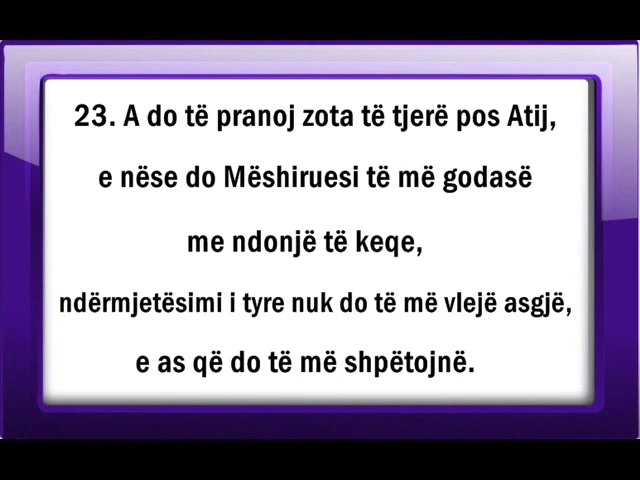 23. A do të pranoj zota të tjerë pos Atij,
e nëse do Mëshiruesi të më godasë
me ndonjë të keqe,
ndërmjetësimi i tyre nuk do të më vlejë asgjë,
e as që do të më shpëtojnë.